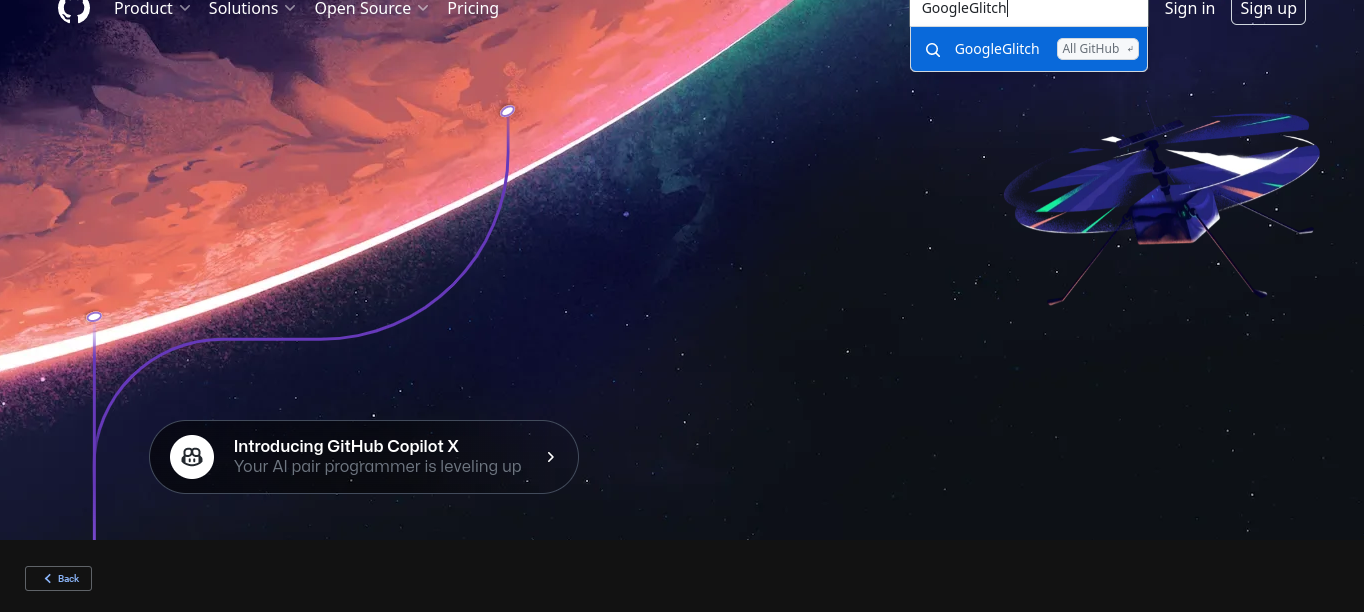 Product Solutions Open Source Pricing GoogleGlitch Sign in Sign up
GoogleGlitch All GitHub ↵
Introducing GitHub Copilot X
Your AI pair programmer is leveling up
Back